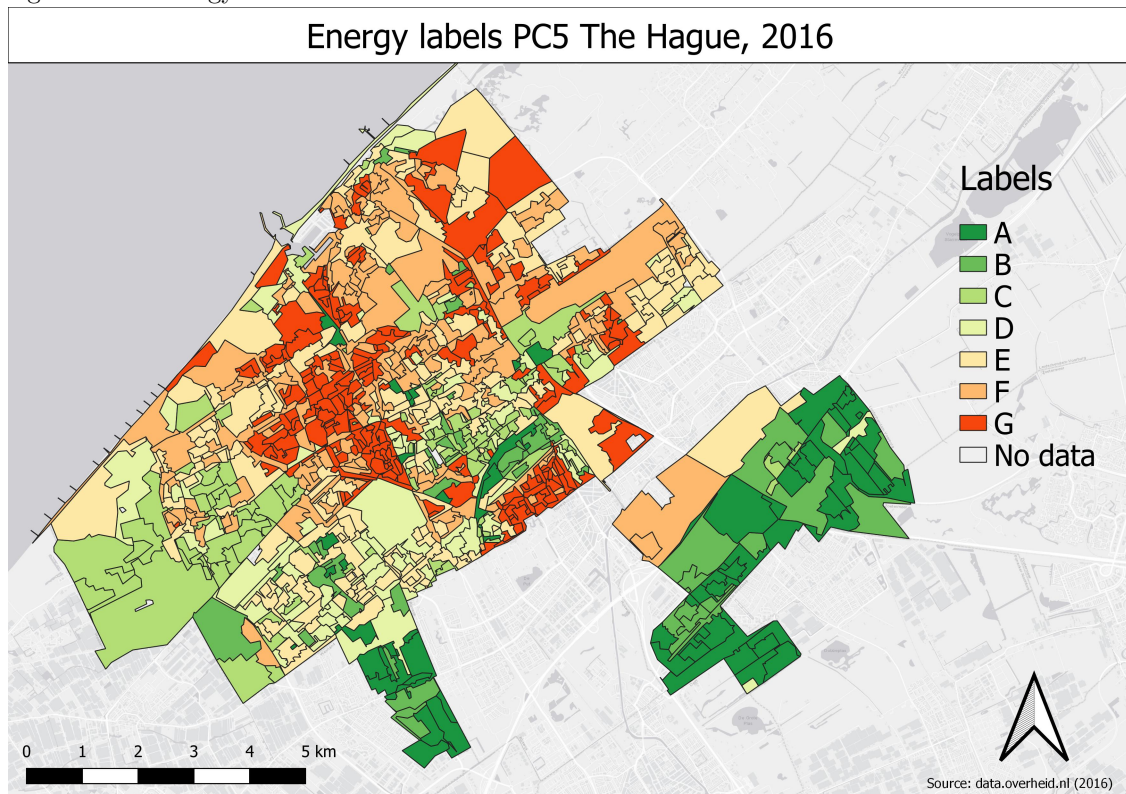 Energy labels PC5 The Hague, 2016
Labels
A
B
C
D
E
F
G
No data
0 1 2 3 4 5 km
Source: data.overheid.nl (2016)